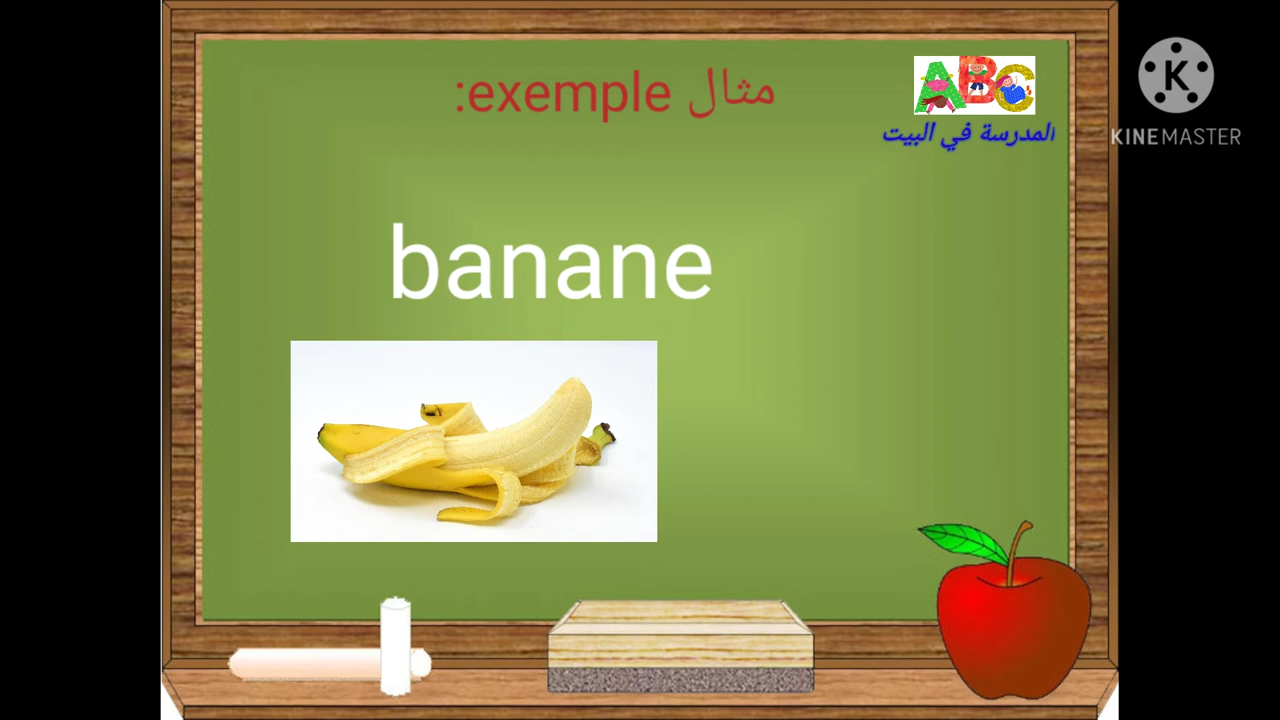 مثال exemple:
ABC
المدرسة في البيت
K
KINEMASTER
banane